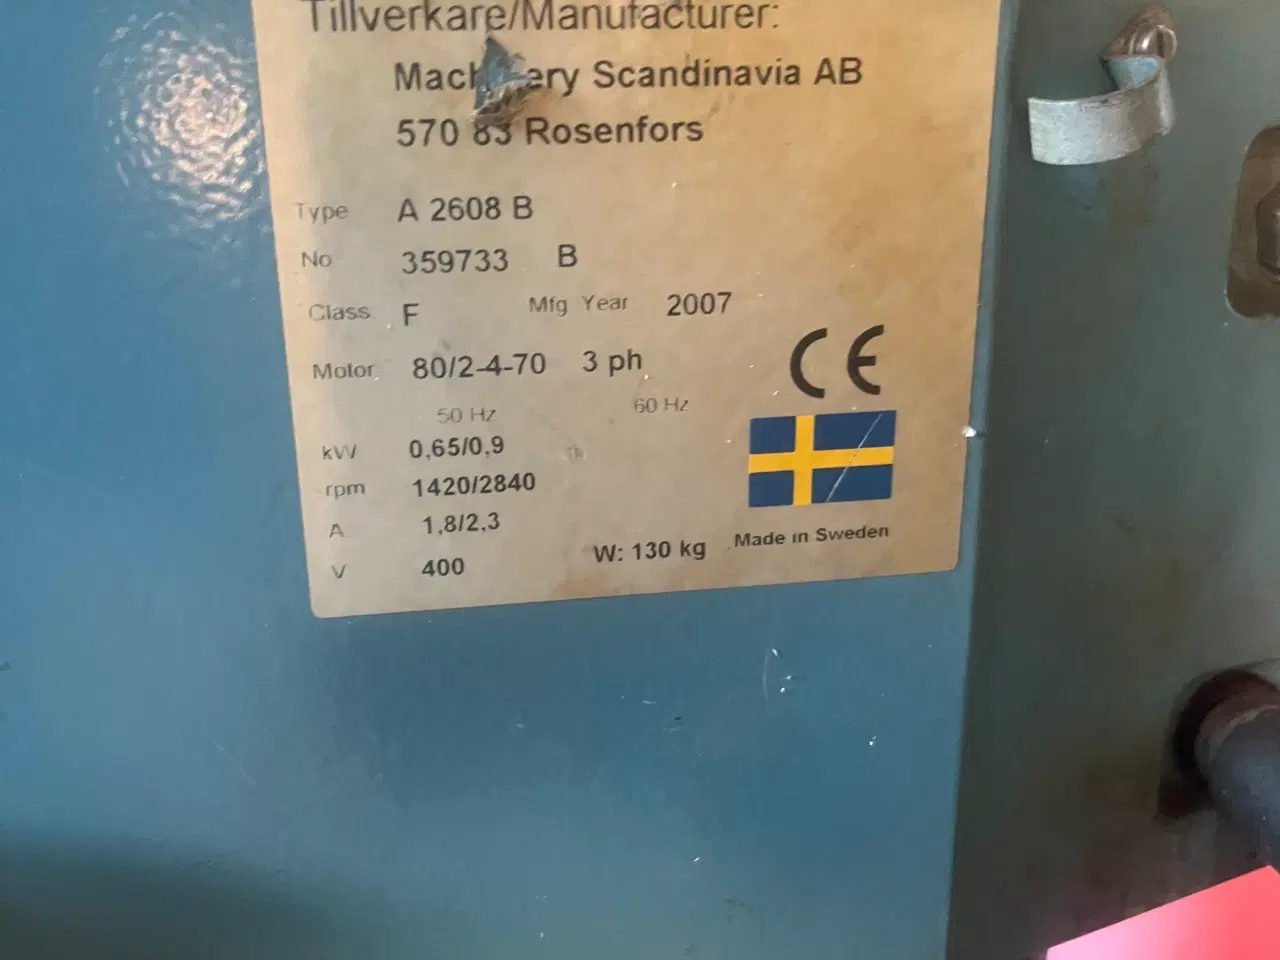 Tillverkare/Manufacturer:
Scandinavia AB
570 83 Rosenfors
Type A 2608 B
No 359733 B
Class. F Mfg Year 2007
Motor 80/2-4-70 3 ph
CE
50 Hz 60 Hz
kW 0,65/0,9
rpm 1420/2840
A 1,8/2,3
V 400 W: 130 kg Made in Sweden